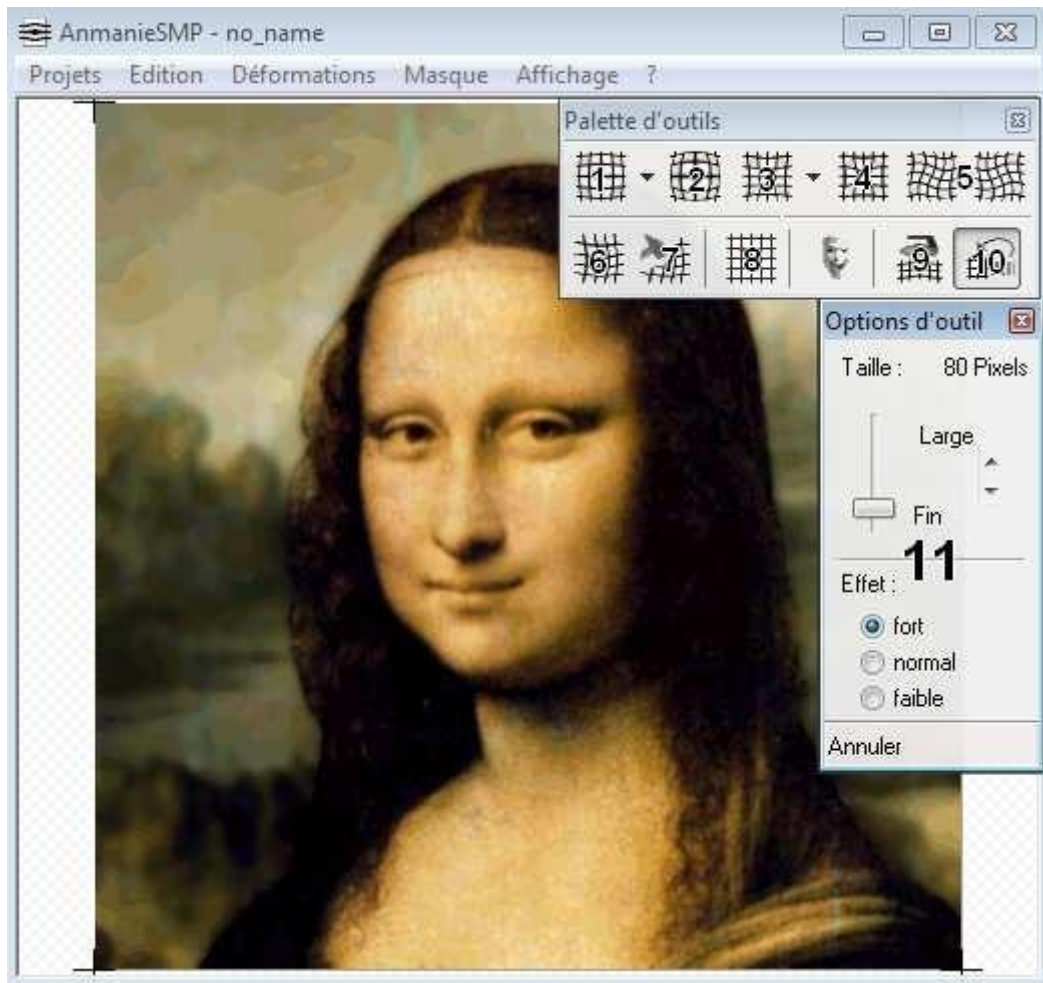 AnmanieSMP - no_name
Projets Edition Déformations Masque Affichage ?
Palette d'outils
1 2 3 4 5
6 7 8 9 10
Options d'outil
Taille : 80 Pixels
Large
Fin
11
Effet :
fort
normal
faible
Annuler